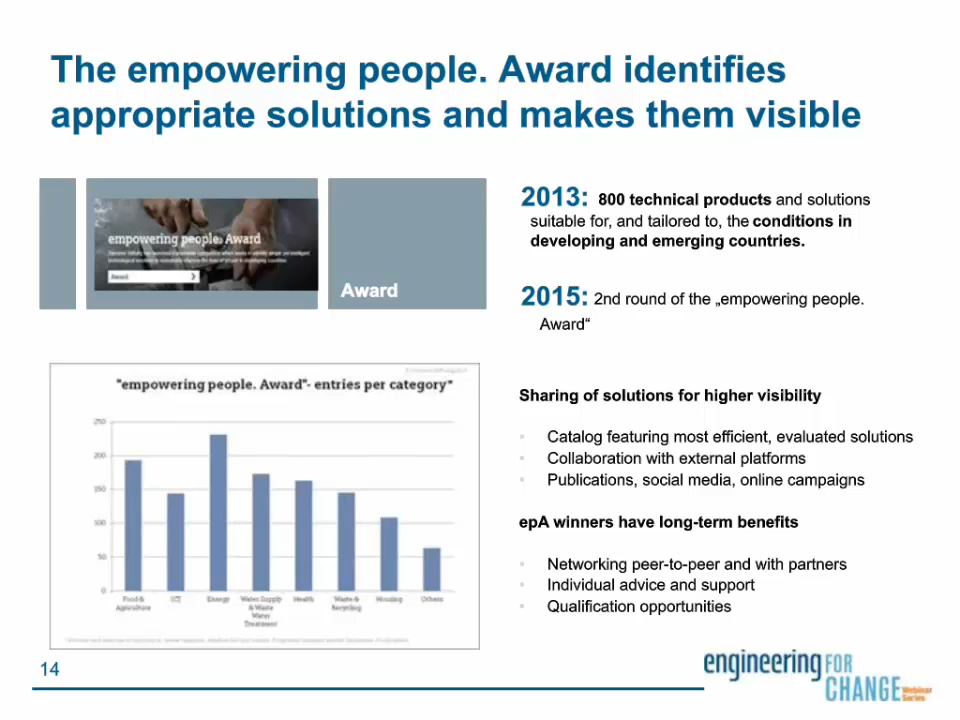 The empowering people. Award identifies
appropriate solutions and makes them visible
empowering people. Award
Award
Award
2013: 800 technical products and solutions
suitable for, and tailored to, the conditions in
developing and emerging countries.
2015: 2nd round of the „empowering people.
Award“
"empowering people. Award"- entries per category*
250
200
150
100
50
0
Food &
Agriculture
ICT
Energy
Water Supply
& Waste
Water
Treatment
Health
Waste &
Recycling
Housing
Others
Sharing of solutions for higher visibility
Catalog featuring most efficient, evaluated solutions
Collaboration with external platforms
Publications, social media, online campaigns
epA winners have long-term benefits
Networking peer-to-peer and with partners
Individual advice and support
Qualification opportunities
14
engineering FOR
CHANGE Webinar
Series